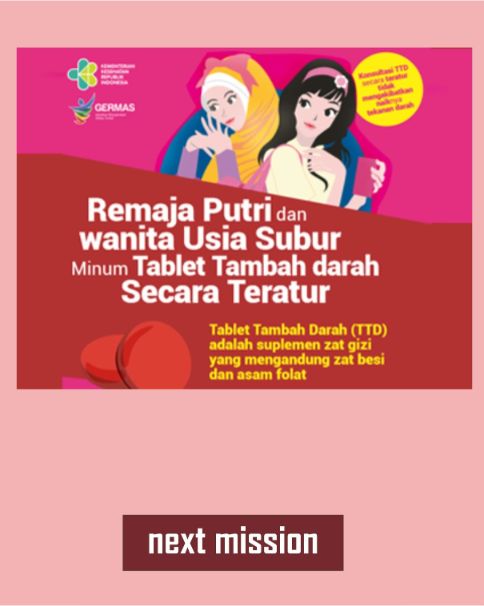 KEMENTERIAN
KESEHATAN
REPUBLIK
INDONESIA
GERMAS
Konsultasi TTD
secara teratur
tidak
mengakibatkan
naiknya
tekanan darah
Remaja Putri dan
wanita Usia Subur
Minum Tablet Tambah darah
Secara Teratur
Tablet Tambah Darah (TTD)
adalah suplemen zat gizi
yang mengandung zat besi
dan asam folat
next mission